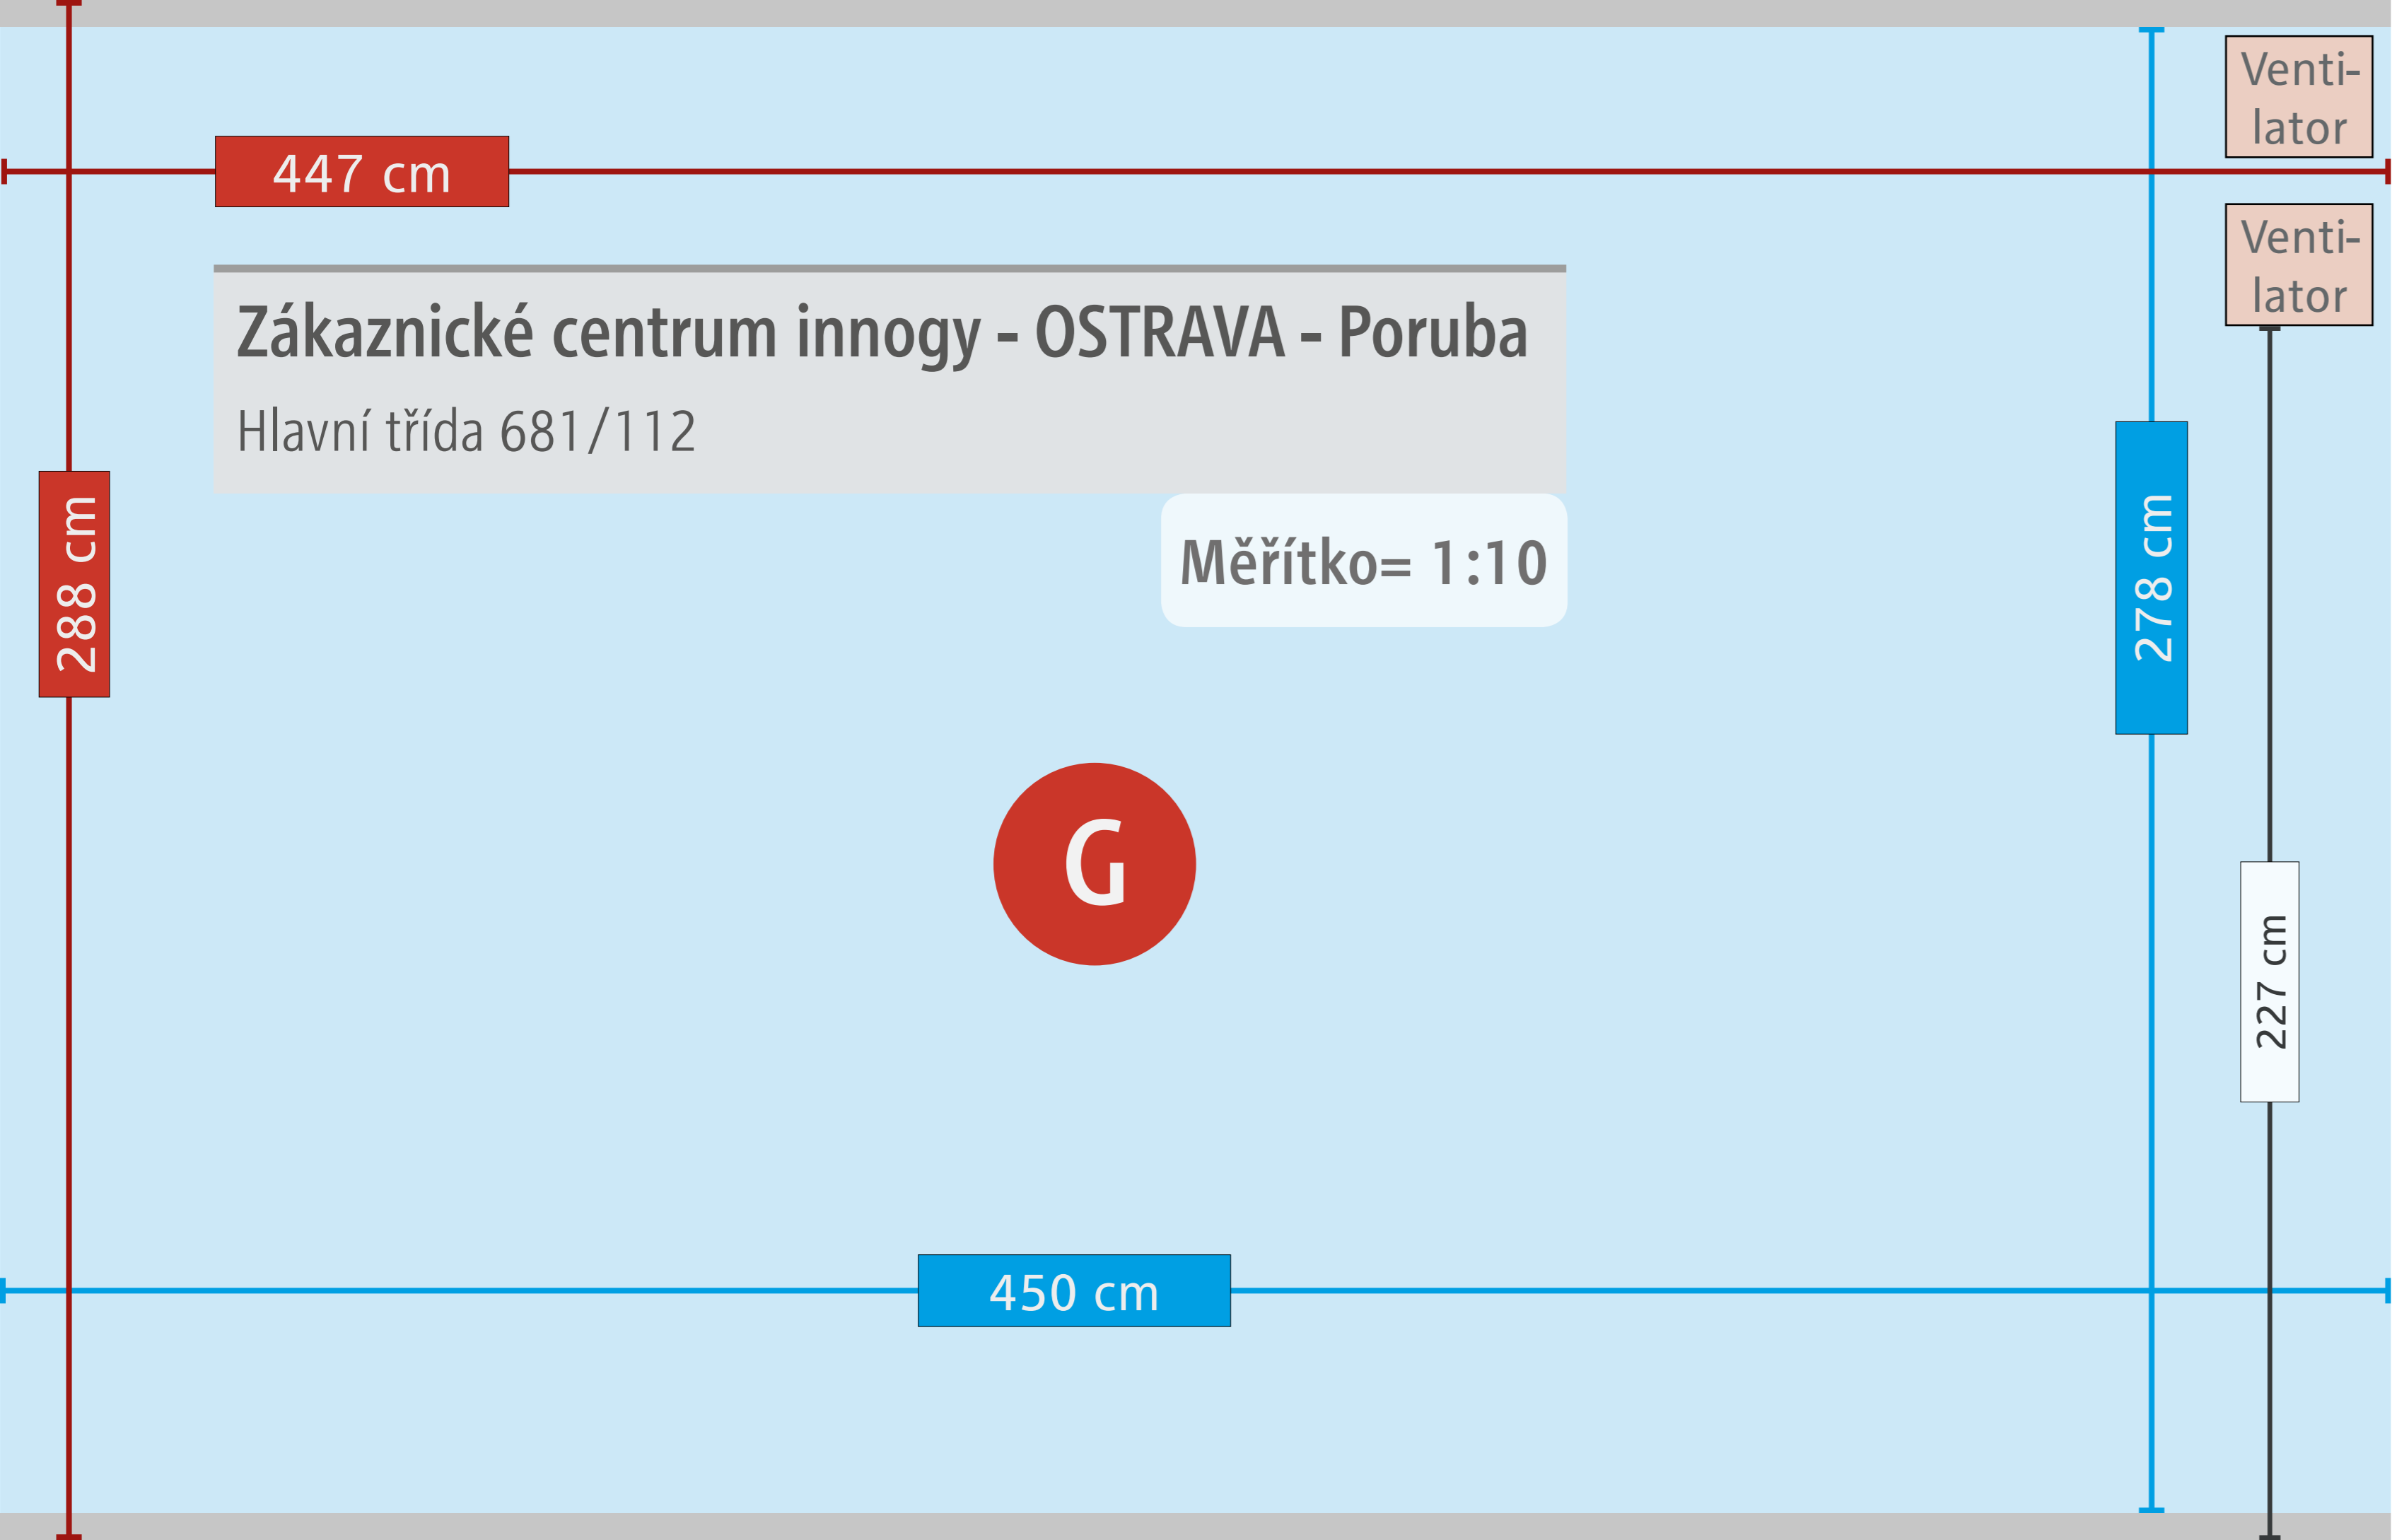 Venti-
lator
447 cm
Venti-
lator
Zákaznické centrum innogy - OSTRAVA - Poruba
Hlavní třída 681/112
288 cm
278 cm
Měřítko= 1:10
G
227 cm
450 cm